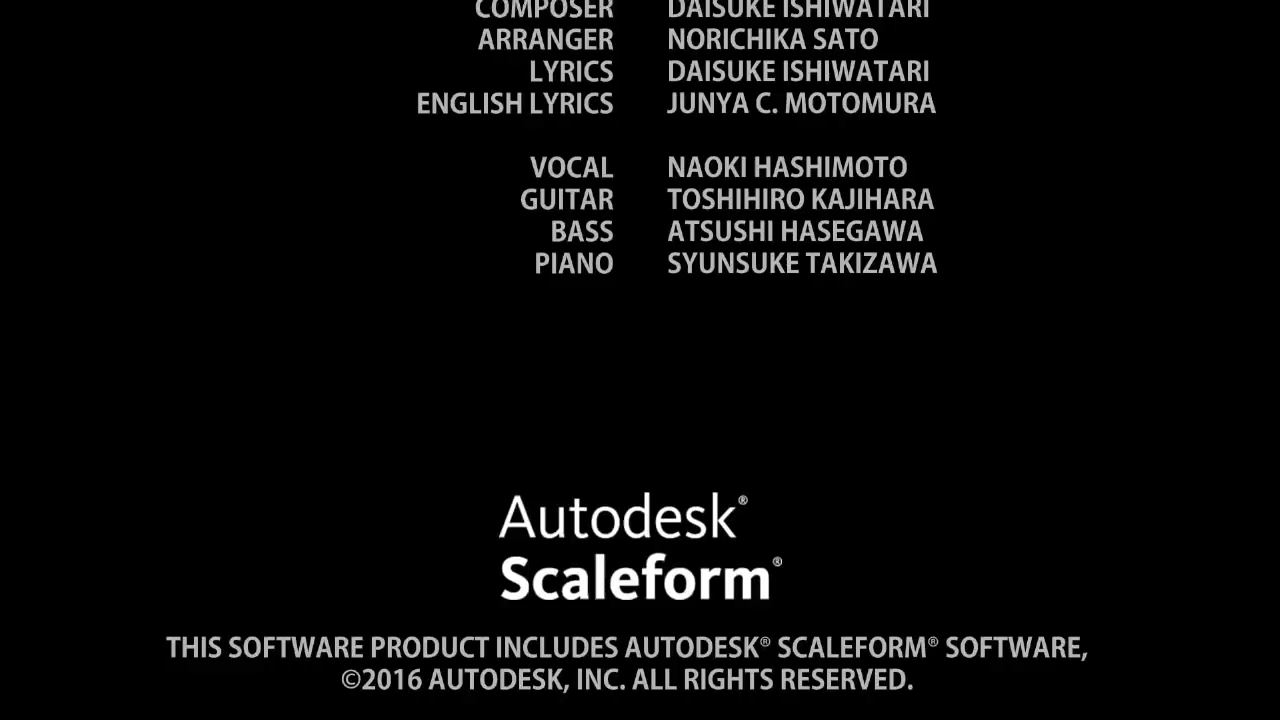 COMPOSER DAISUKE ISHIWATARI
ARRANGER NORICHIKA SATO
LYRICS DAISUKE ISHIWATARI
ENGLISH LYRICS JUNYA C. MOTOMURA
VOCAL NAOKI HASHIMOTO
GUITAR TOSHIHIRO KAJIHARA
BASS ATSUSHI HASEGAWA
PIANO SYUNSUKE TAKIZAWA
Autodesk®
Scaleform®
THIS SOFTWARE PRODUCT INCLUDES AUTODESK® SCALEFORM® SOFTWARE,
©2016 AUTODESK, INC. ALL RIGHTS RESERVED.